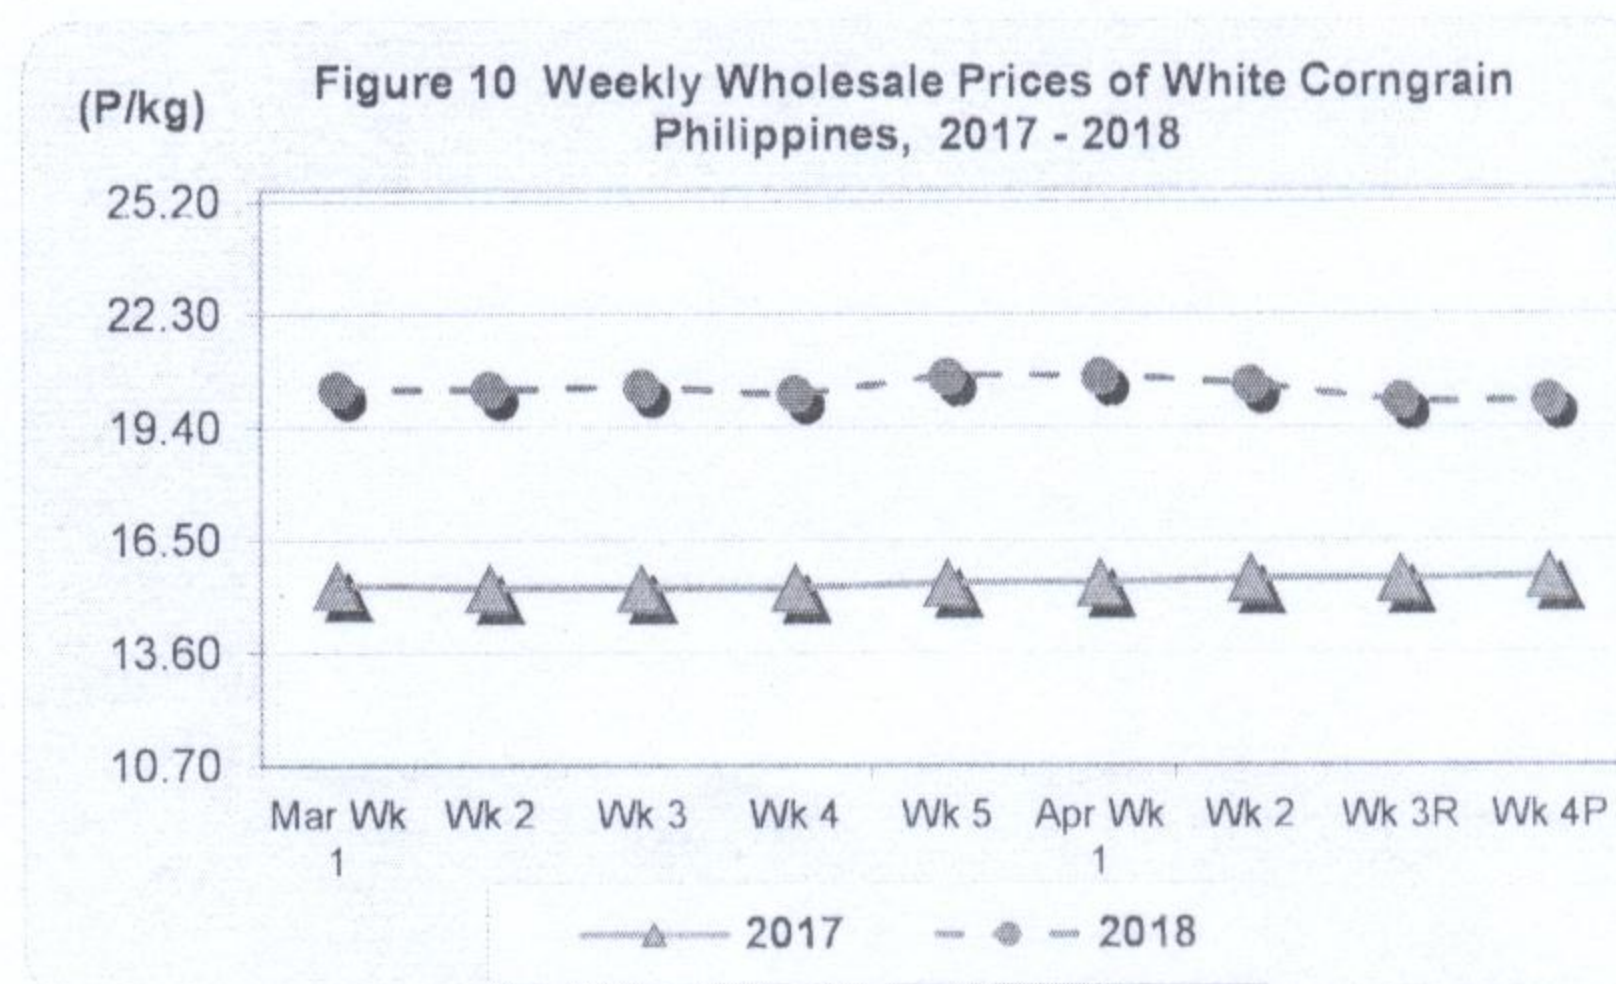 (P/kg)
Figure 10 Weekly Wholesale Prices of White Corngrain
Philippines, 2017 - 2018
25.20
22.30
19.40
16.50
13.60
10.70
Mar Wk 1
Wk 2
Wk 3
Wk 4
Wk 5
Apr Wk 1
Wk 2
Wk 3R
Wk 4P
2017
2018